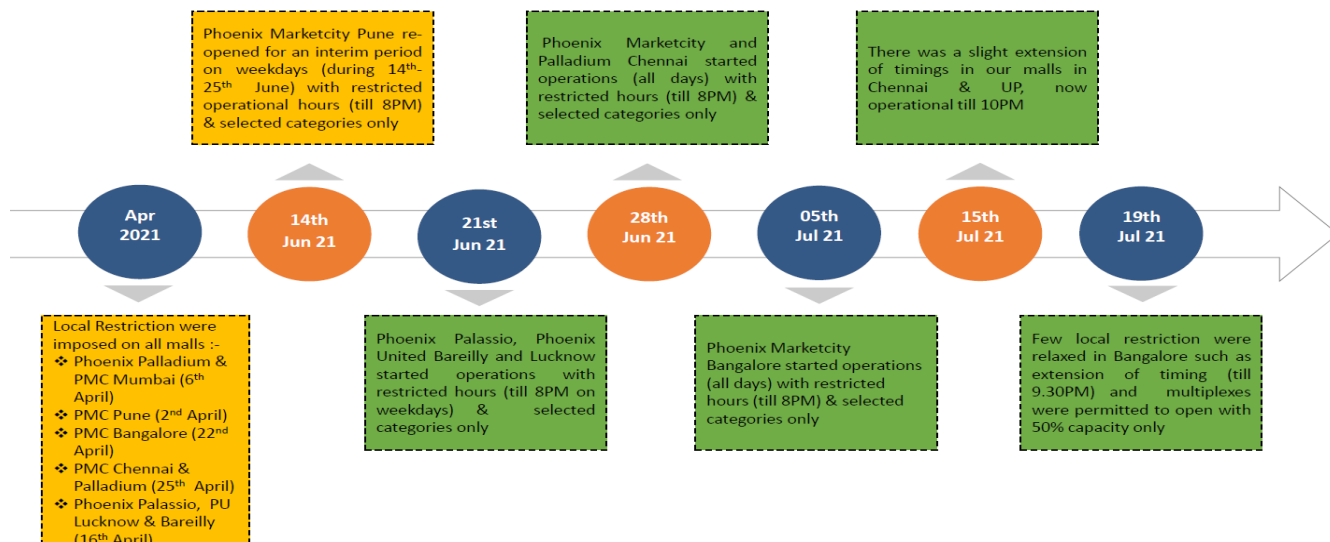 Phoenix Marketcity Pune re-
opened for an interim period
on weekdays (during 14th-
25th June) with restricted
operational hours (till 8PM)
& selected categories only
Phoenix Marketcity and
Palladium Chennai started
operations (all days) with
restricted hours (till 8PM) &
selected categories only
There was a slight extension
of timings in our malls in
Chennai & UP, now
operational till 10PM
Apr
2021
14th
Jun 21
21st
Jun 21
28th
Jun 21
05th
Jul 21
15th
Jul 21
19th
Jul 21
Local Restriction were
imposed on all malls :-
❖ Phoenix Palladium &
PMC Mumbai (6th
April)
❖ PMC Pune (2nd April)
❖ PMC Bangalore (22nd
April)
❖ PMC Chennai &
Palladium (25th April)
❖ Phoenix Palassio, PU
Lucknow & Bareilly
(16th April)
Phoenix Palassio, Phoenix
United Bareilly and Lucknow
started operations with
restricted hours (till 8PM on
weekdays) & selected
categories only
Phoenix Marketcity
Bangalore started operations
(all days) with restricted
hours (till 8PM) & selected
categories only
Few local restriction were
relaxed in Bangalore such as
extension of timing (till
9.30PM) and multiplexes
were permitted to open with
50% capacity only